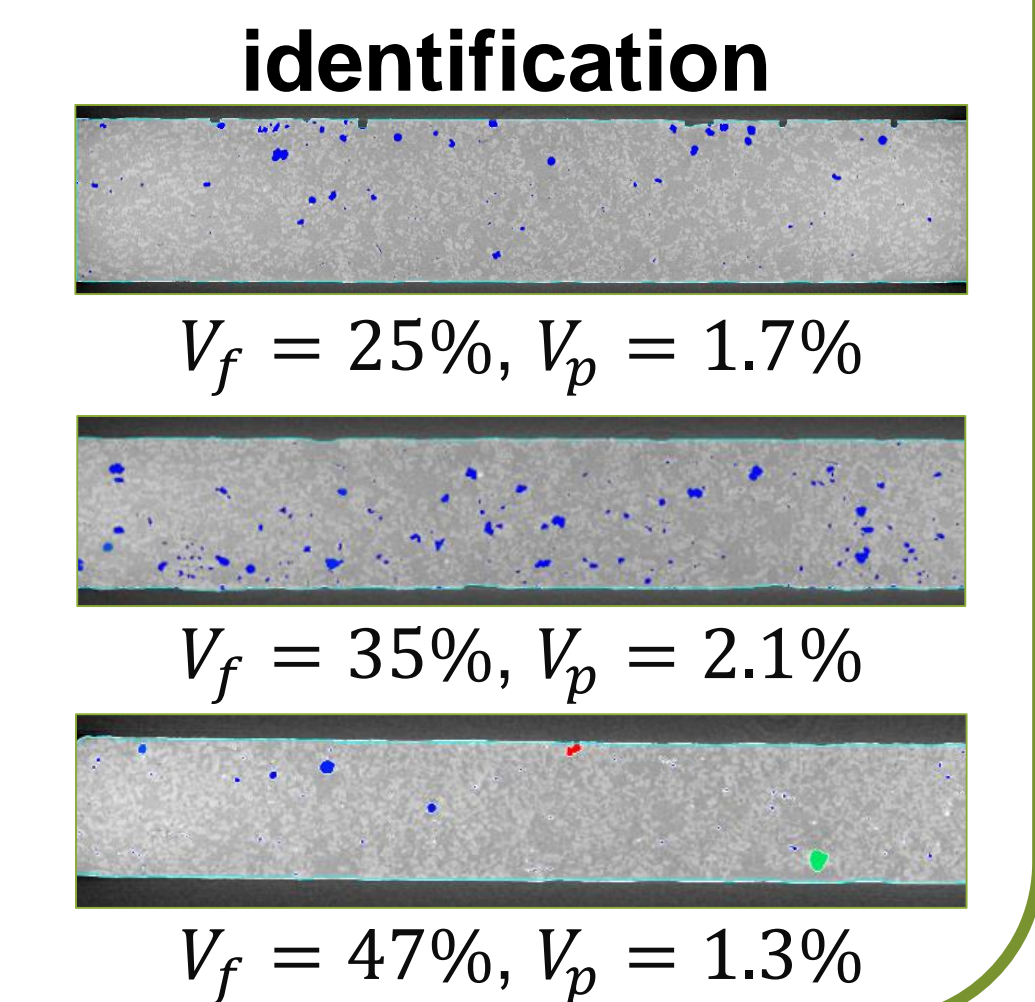 identification
V_f = 25%, V_p = 1.7%
V_f = 35%, V_p = 2.1%
V_f = 47%, V_p = 1.3%